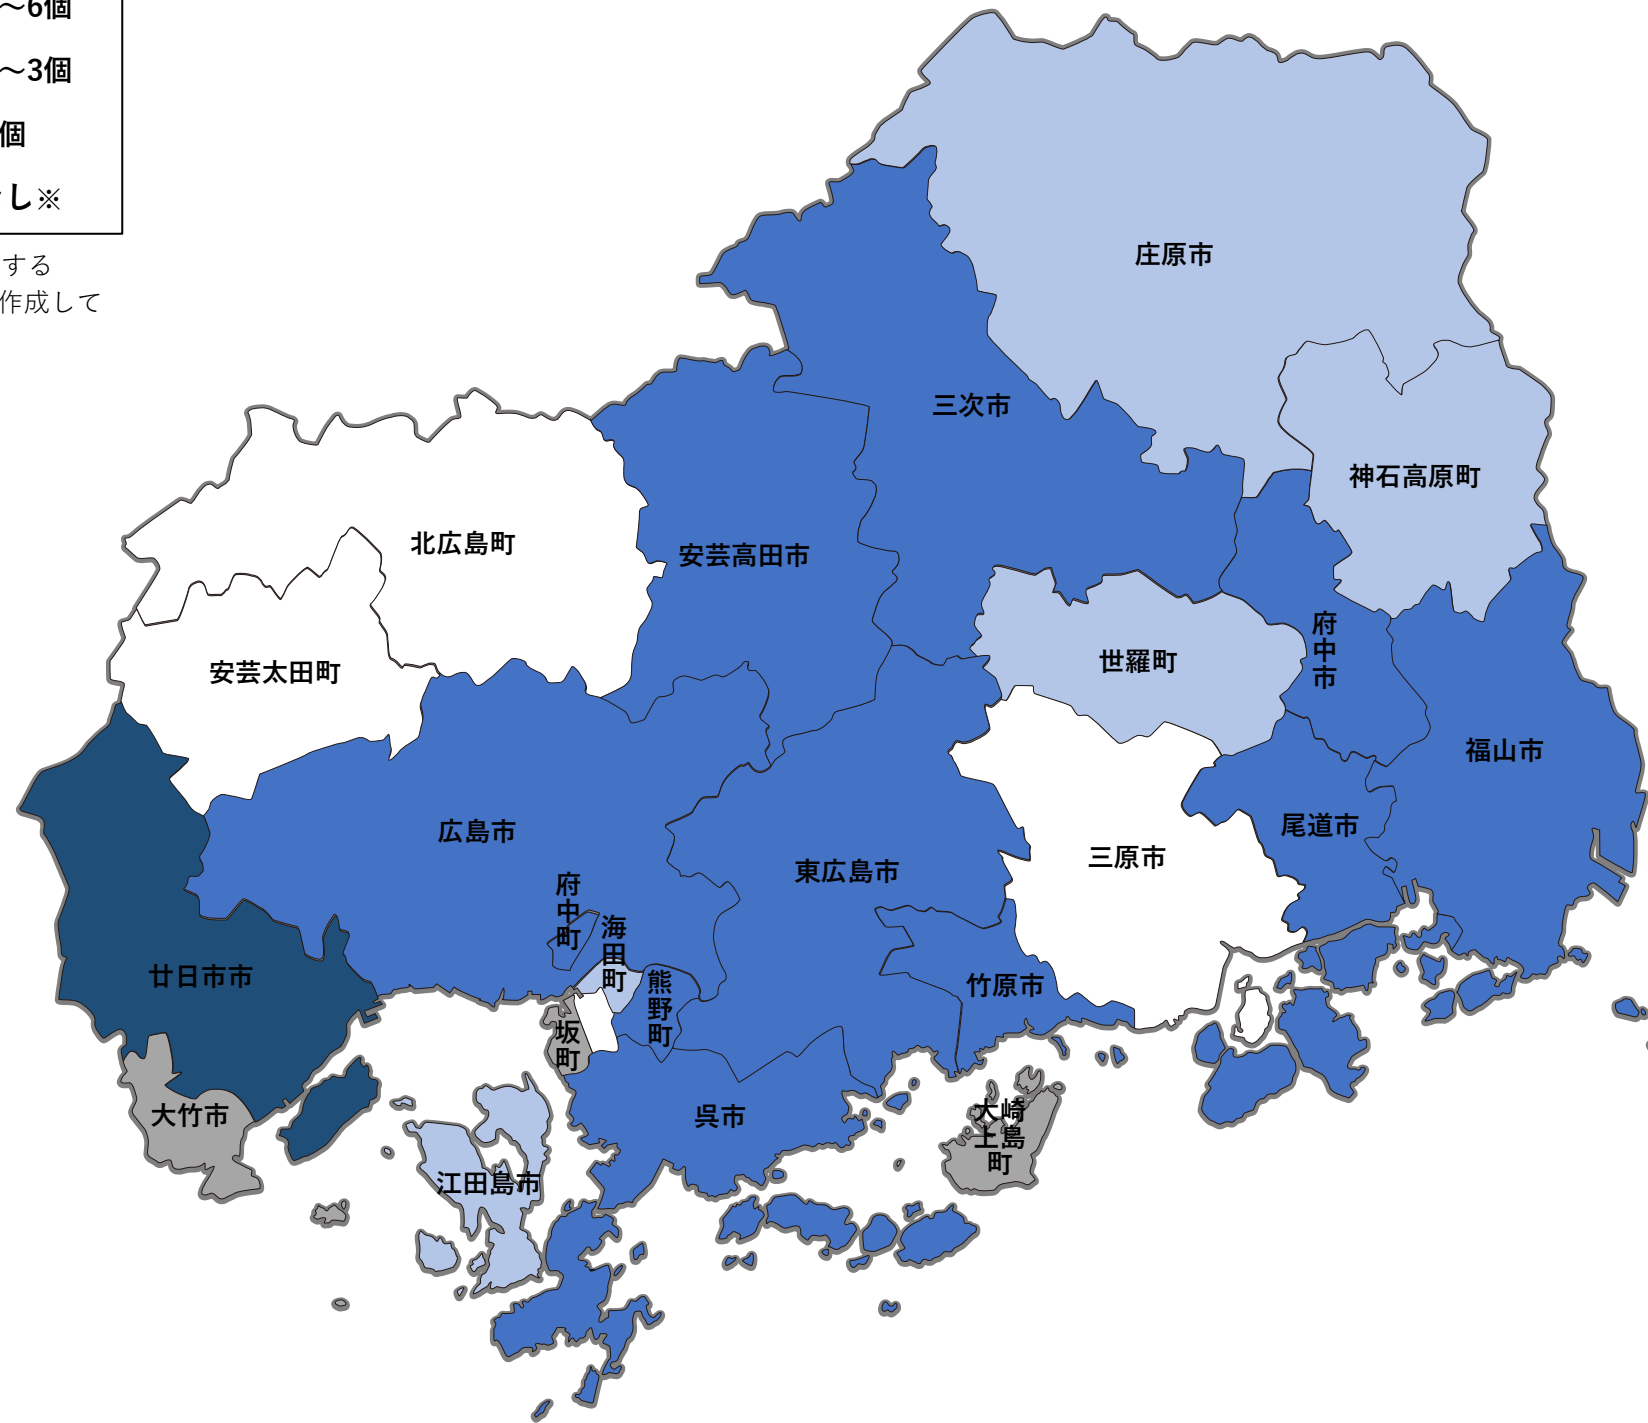 ～6個
～3個
個
し※
する
作成して
庄原市
三次市
神石高原町
北広島町
安芸高田市
府中市
世羅町
安芸太田町
福山市
広島市
尾道市
三原市
東広島市
府中町
海田町
熊野町
竹原市
廿日市市
坂町
大竹市
呉市
大崎
上島
町
江田島市